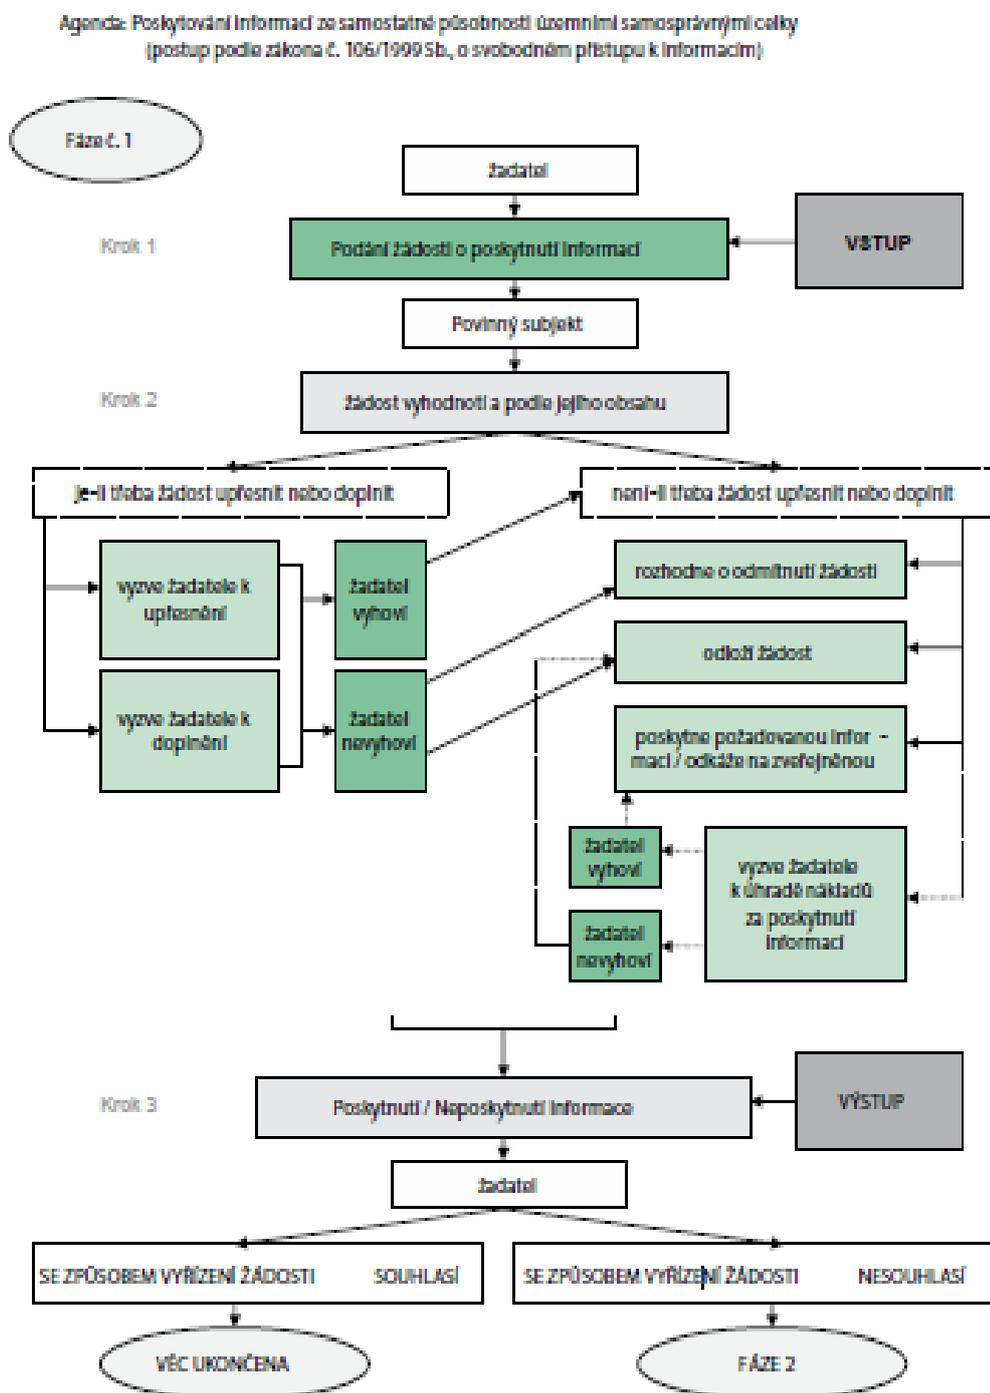 Agenda: Poskytování informací ze samostatné působnosti územními samosprávnými celky
(postup podle zákona č. 106/1999 Sb., o svobodném přístupu k informacím)
Fáze č. 1
žadatel
Krok 1
Podání žádosti o poskytnutí informací
VSTUP
Povinný subjekt
Krok 2
žádost vyhodnotí a podle jejího obsahu
je-li třeba žádost upřesnit nebo doplnit
není-li třeba žádost upřesnit nebo doplnit
vyzve žadatele k
upřesnění
žadatel
vyhoví
rozhodne o odmítnutí žádosti
odloží žádost
vyzve žadatele k
doplnění
žadatel
nevyhoví
poskytne požadovanou infor -
maci / odkáže na zveřejněnou
žadatel
vyhoví
vyzve žadatele
k úhradě nákladů
za poskytnutí
informací
žadatel
nevyhoví
Krok 3
Poskytnutí / Neposkytnutí informace
VÝSTUP
žadatel
SE ZPŮSOBEM VYŘÍZENÍ ŽÁDOSTI SOUHLASÍ
SE ZPŮSOBEM VYŘÍZENÍ ŽÁDOSTI NESOUHLASÍ
VĚC UKONČENA
FÁZE 2